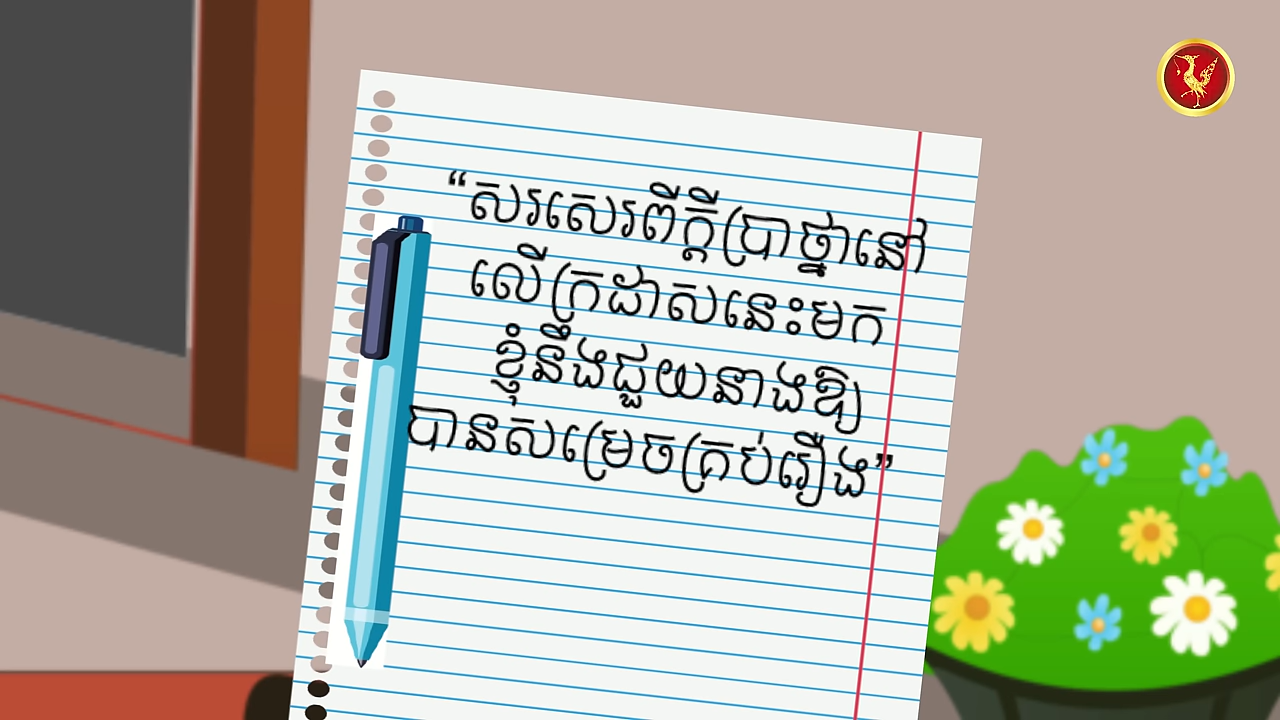 “សរសេរពីក្ដីប្រាថ្នានៅ
លើក្រដាសនេះមក
ខ្ញុំនឹងជួយនាងឱ្យ
បានសម្រេចគ្រប់រឿង”